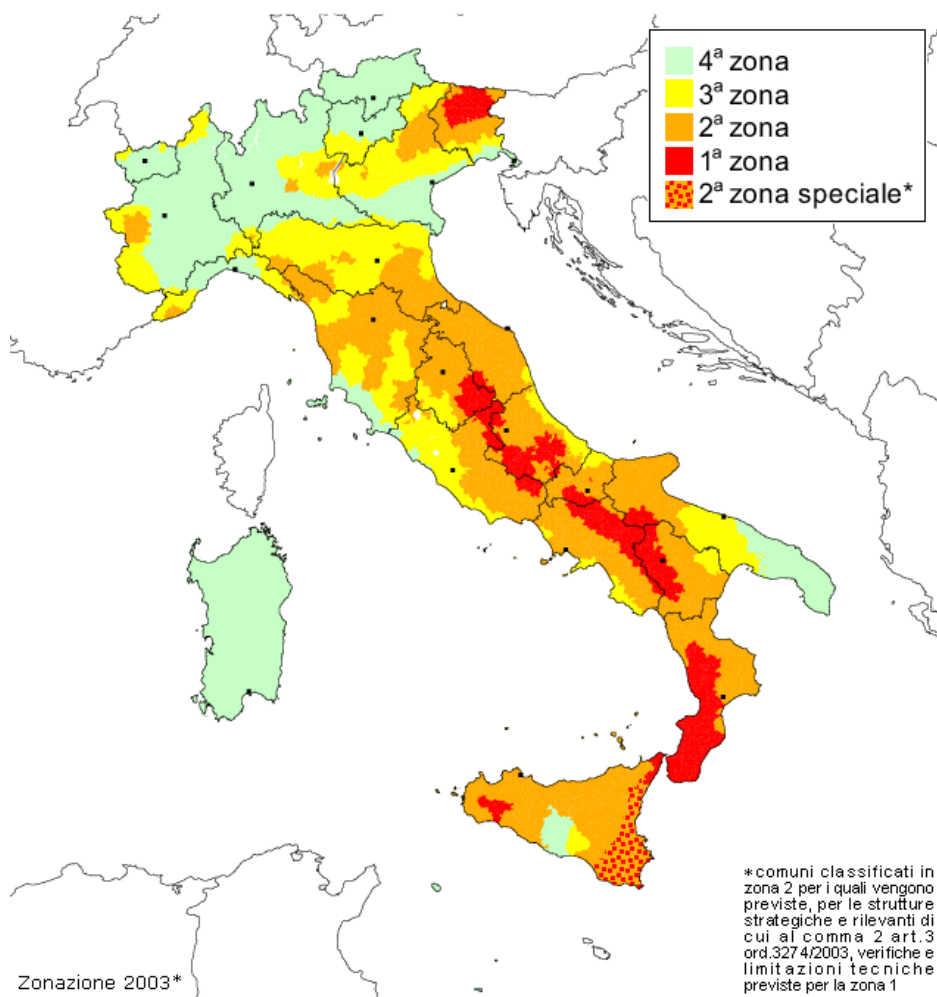 4ª zona
3ª zona
2ª zona
1ª zona
2ª zona speciale*
*comuni classificati in
zona 2 per i quali vengono
previste, per le strutture
strategiche e rilevanti di
cui al comma 2 art.3
ord.3274/2003, verifiche e
limitazioni tecniche
previste per la zona 1
Zonazione 2003*